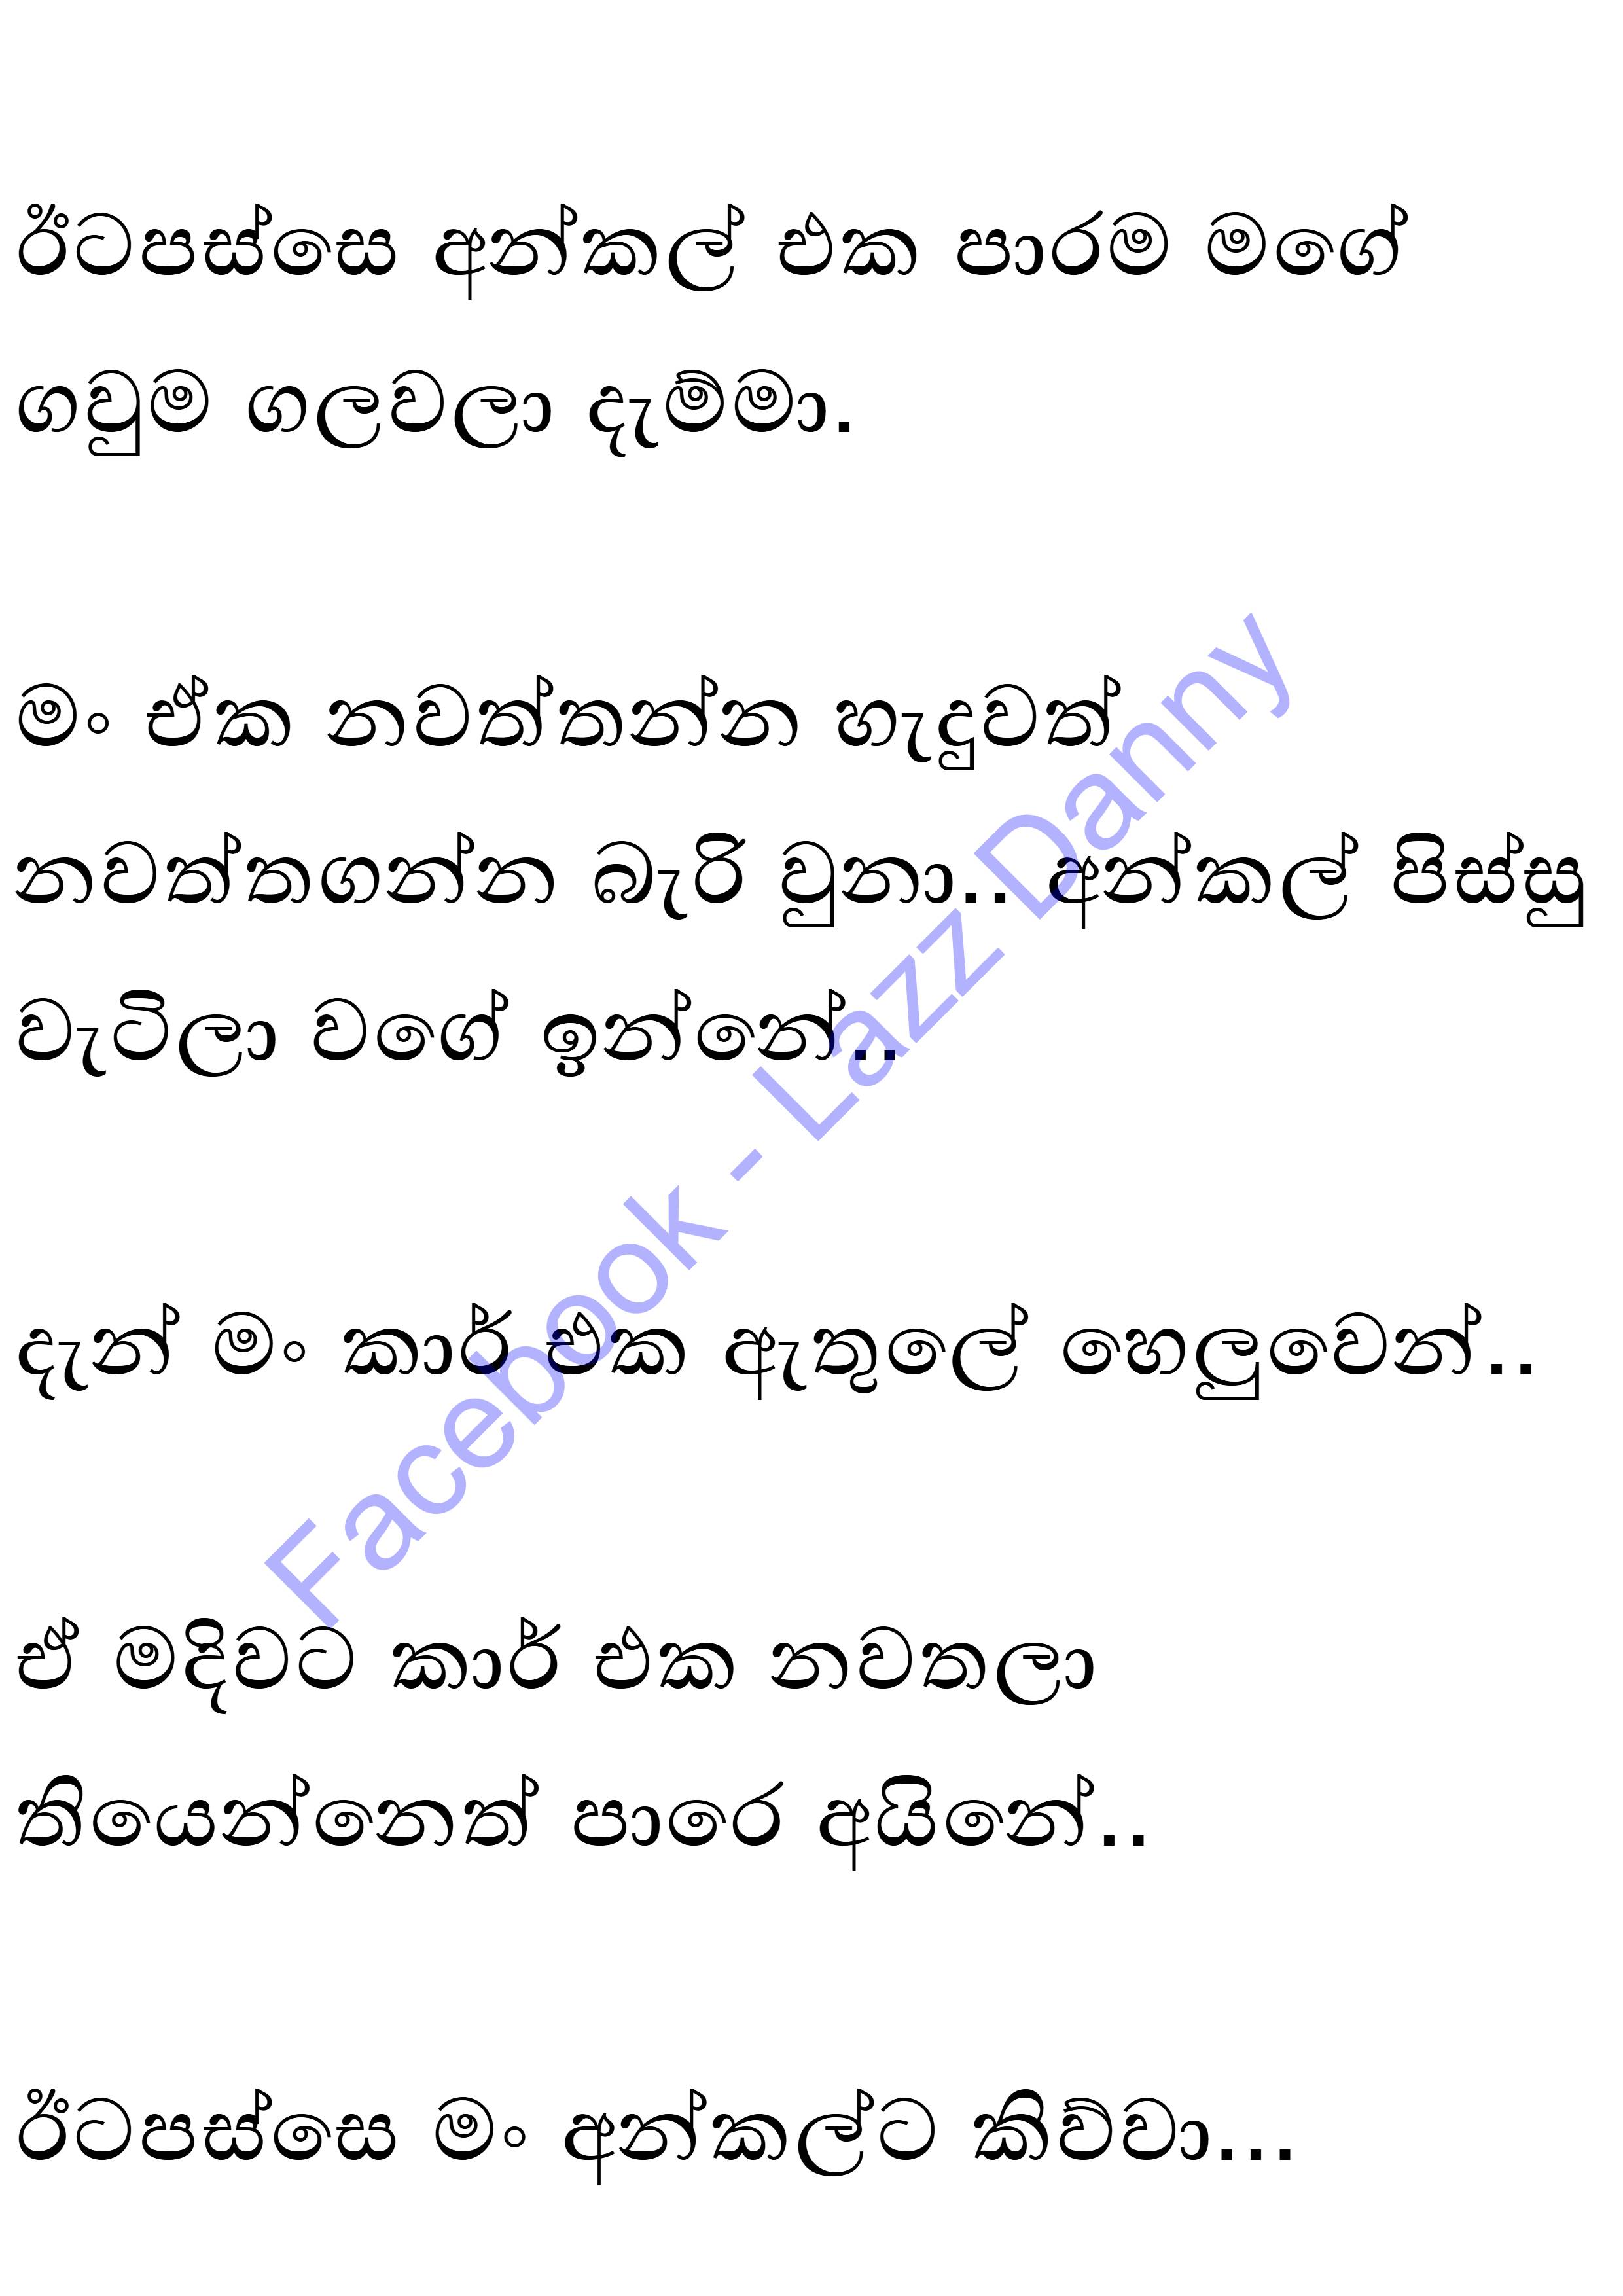 ඊටපස්සෙ අන්කල් එක පාරම මගේ
ගවුම ගලවලා දැම්මා.
මං ඒක නවත්තන්න හැදුවත්
නවත්තගන්න බැරි වුනා.. අන්කල් පිස්සු
වැටිලා වගේ ඉන්නේ..
දැන් මං කාර් එක ඇතුලේ හෙලුවෙන්..
ඒ මදිවට කාර් එක නවතලා
තියෙන්නෙත් පාරෙ අයිනේ..
ඊටපස්සෙ මං අන්කල්ට කිව්වා...
Facebook - Lazz Danny